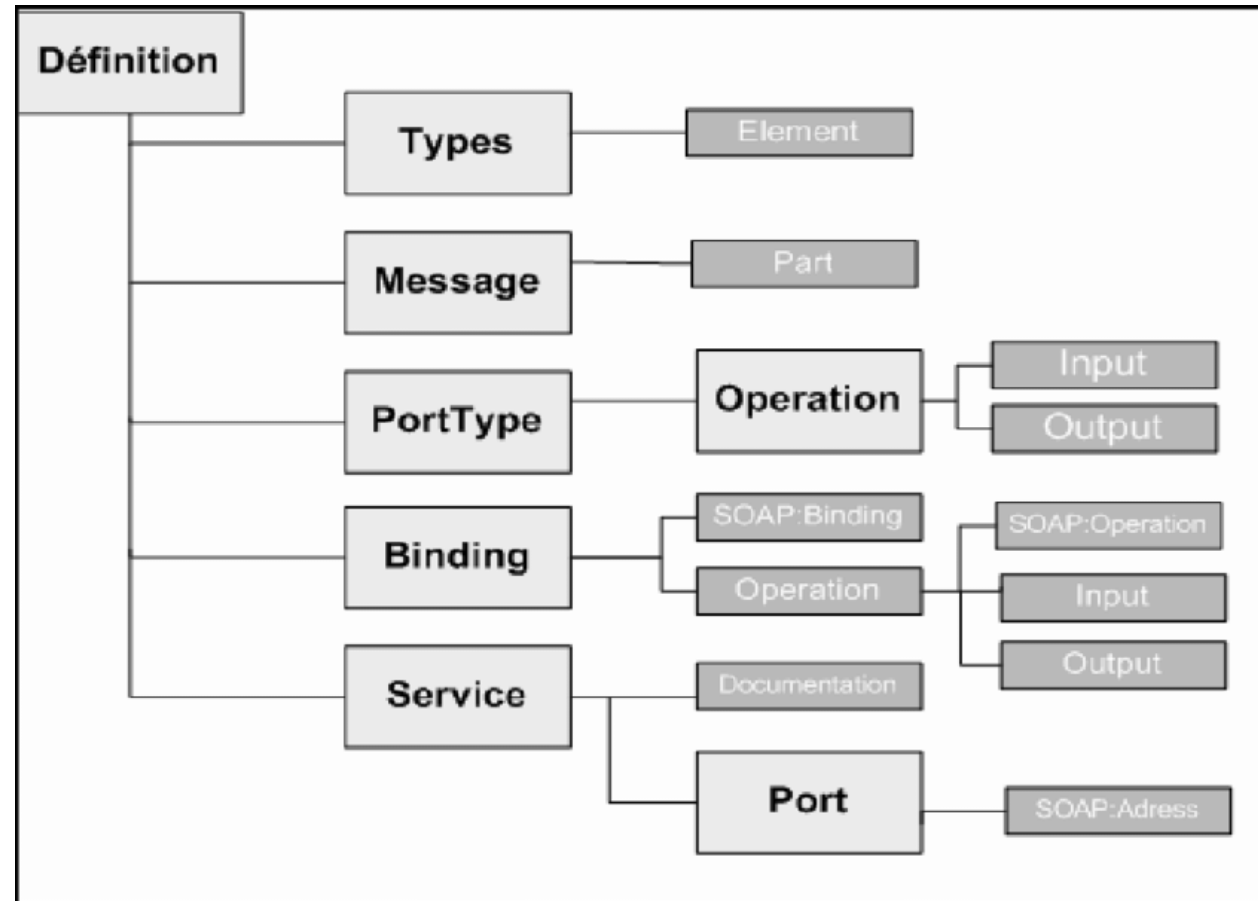 Définition
Types
Element
Message
Part
PortType
Operation
Input
Output
Binding
SOAP:Binding
Operation
SOAP:Operation
Input
Output
Service
Documentation
Port
SOAP:Adress